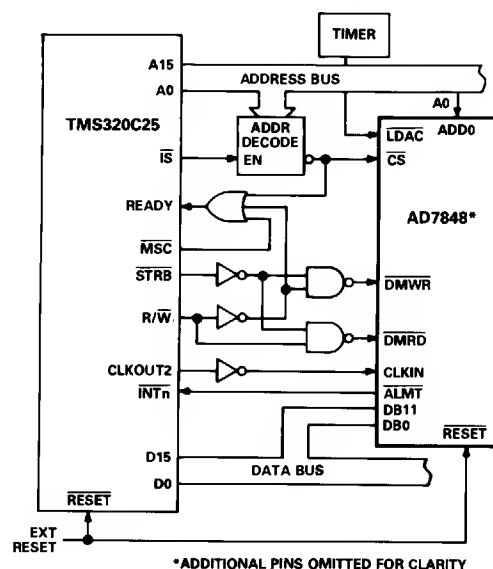 TIMER
A15
ADDRESS BUS
A0
A0
TMS320C25
ADDR
DECODE
EN
LDAC
ADD0
IS
CS
READY
AD7848*
MSC
STRB
DMWR
R/W
DMRD
CLKOUT2
CLKIN
INTn
ALMT
DB11
DB0
RESET
D15
DATA BUS
D0
RESET
EXT
RESET
*ADDITIONAL PINS OMITTED FOR CLARITY